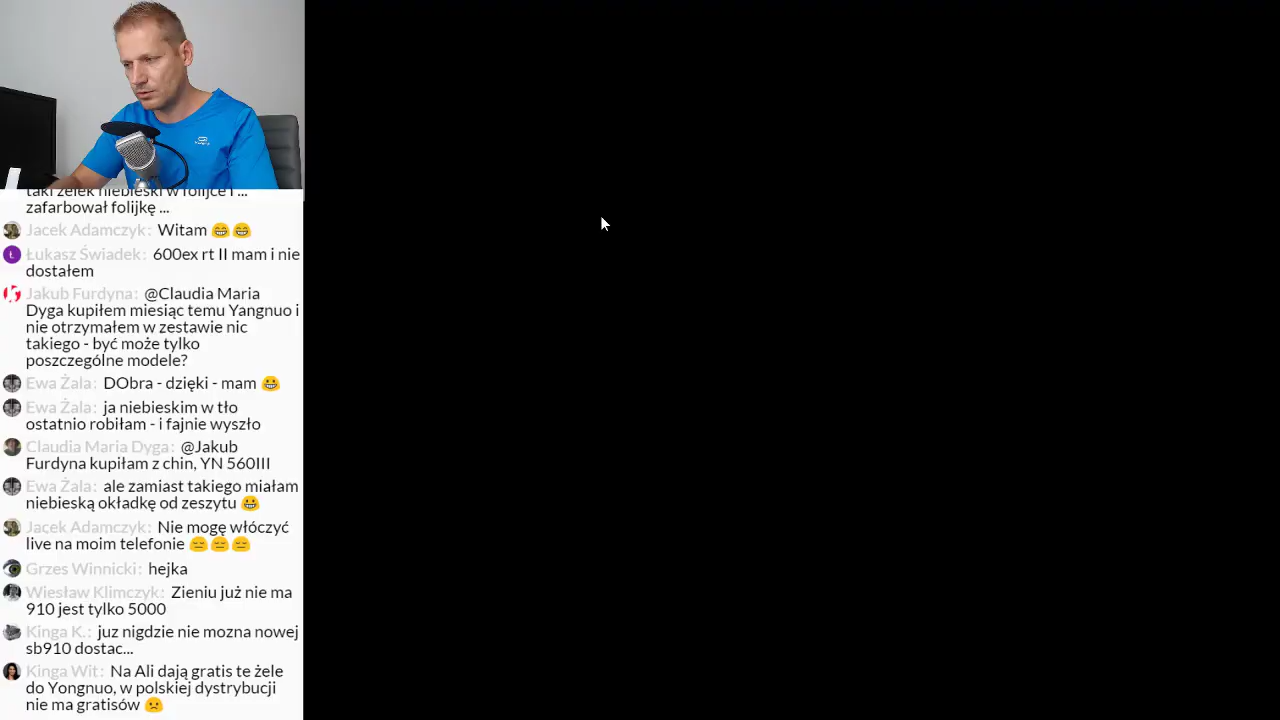 taki żelek niebieski w folijce i ...
zafarbował folijkę ...
Jacek Adamczyk: Witam 😁😁
Ł
Łukasz Świadek: 600ex rt II mam i nie
dostałem
Jakub Furdyna: @Claudia Maria
Dyga kupiłem miesiąc temu Yangnuo i
nie otrzymałem w zestawie nic
takiego - być może tylko
poszczególne modele?
Ewa Żala: DObra - dzięki - mam 😀
Ewa Żala: ja niebieskim w tło
ostatnio robiłam - i fajnie wyszło
Claudia Maria Dyga: @Jakub
Furdyna kupiłam z chin, YN 560III
Ewa Żala: ale zamiast takiego miałam
niebieską okładkę od zeszytu 😀
Jacek Adamczyk: Nie mogę włóczyć
live na moim telefonie 😑😑😑
Grzes Winnicki: hejka
Wiesław Klimczyk: Zieniu już nie ma
910 jest tylko 5000
Kinga K.: juz nigdzie nie mozna nowej
sb910 dostac...
Kinga Wit: Na Ali dają gratis te żele
do Yongnuo, w polskiej dystrybucji
nie ma gratisów 🙁